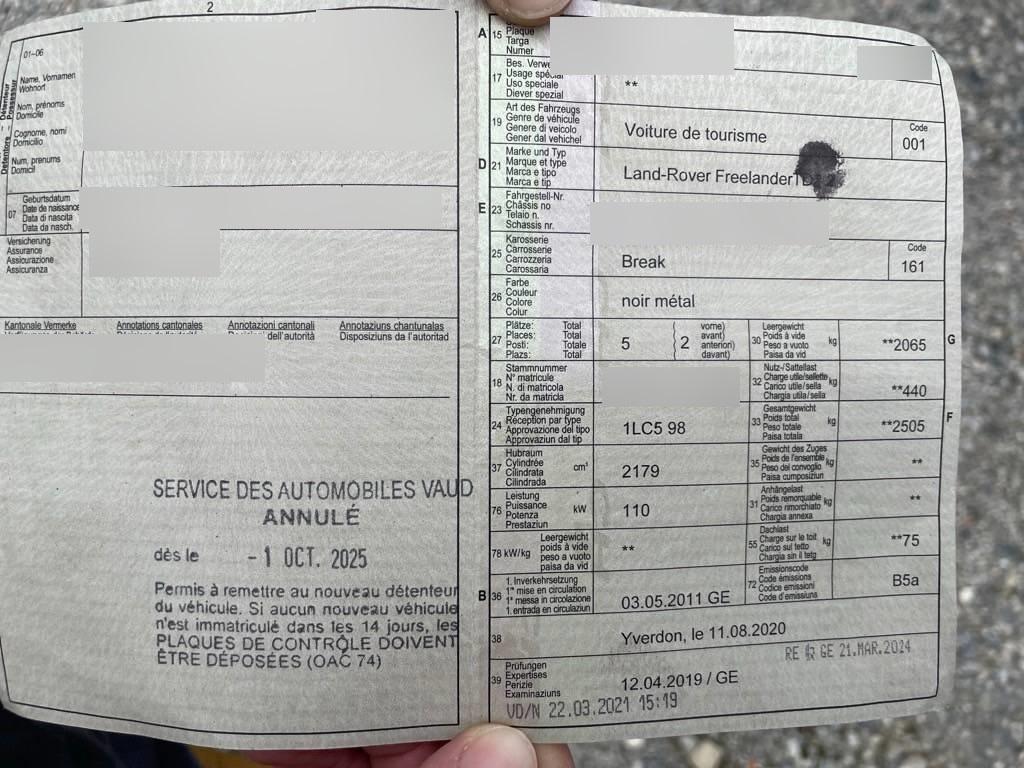 2
01-06
Détenteur
Possessur
Name, Vornamen
Wohnort
Nom, prénoms
Domicile
Cognome, nomi
Domicilio
Num, prenums
Domicil
07
Geburtsdatum
Date de naissance
Data di nascita
Data da nasch.
Versicherung
Assurance
Assicurazione
Assicuranza
Kantonale Vermerke
Annotations cantonales
Annotazioni cantonali
dell'autorità
Annotaziuns chantunalas
Disposiziuns da l'autoritad
SERVICE DES AUTOMOBILES VAUD
ANNULÉ
dès le - 1 OCT. 2025
Permis à remettre au nouveau détenteur
du véhicule. Si aucun nouveau véhicule
n'est immatriculé dans les 14 jours, les
PLAQUES DE CONTRÔLE DOIVENT
ÊTRE DÉPOSÉES (OAC 74)
A 15
Plaque
Targa
Numer
17
Bes. Verwe
Usage spécial
Uso speciale
Diever spezial
**
19
Art des Fahrzeugs
Genre de véhicule
Genere di veicolo
Gener dal vehichel
Voiture de tourisme
Code
001
D 21
Marke und Typ
Marque et type
Marca e tipo
Marca e tip
Land-Rover Freelander
E 23
Fahrgestell-Nr.
Châssis no
Telaio n.
Schassis nr.
25
Karosserie
Carrosserie
Carrozzeria
Carossaria
Break
Code
161
26
Farbe
Couleur
Colore
Colur
noir métal
27
Plätze: Total
Places: Total
Posti: Totale
Plazs: Total
5
2
vorne)
avant)
anteriori)
davant)
30
Leergewicht
Poids à vide
Peso a vuoto
Paisa da vid
kg
**2065
G
18
Stammnummer
N° matricule
N. di matricola
Nr. da matricla
32
Nutz-/Sattellast
Charge utile/sellette
Carico utile/sella
Chargia utila/sella
kg
**440
24
Typengenehmigung
Réception par type
Approvazione del tipo
Approvaziun dal tip
1LC5 98
33
Gesamtgewicht
Poids total
Peso totale
Paisa totala
kg
**2505
F
37
Hubraum
Cylindrée
Cilindrata
Cilindrada
cm³
2179
35
Gewicht des Zuges
Poids de l'ensemble
Peso del convoglio
Paisa cumposiziun
kg
**
76
Leistung
Puissance
Potenza
Prestaziun
kW
110
31
Anhängelast
Poids remorquable
Carico rimorchiato
Chargia annexa
kg
**
78 kW/kg
Leergewicht
poids à vide
peso a vuoto
paisa da vid
**
55
Dachlast
Charge sur le toit
Carico sul tetto
Chargia sin il tetg
kg
**75
B 36
1. Inverkehrsetzung
1re mise en circulation
1a messa in circolazione
1. entrada en circulaziun
03.05.2011 GE
72
Emissionscode
Code émissions
Codice emissioni
Code d'emissiuns
B5a
38
Yverdon, le 11.08.2020
39
Prüfungen
Expertises
Perizie
Examinaziuns
12.04.2019 / GE
RE GE 21.MAR.2024
VD/N 22.03.2021 15:19